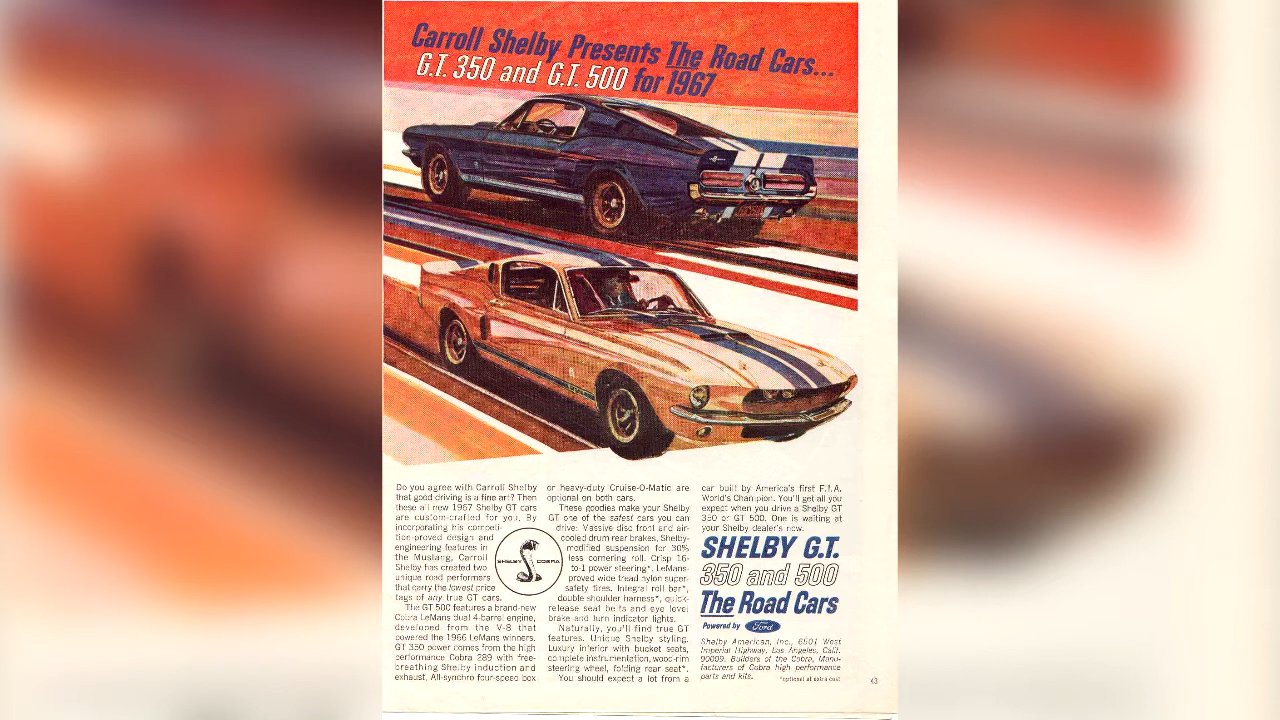 Carroll Shelby Presents The Road Cars...
G.T. 350 and G.T. 500 for 1967
Do you agree with Carroll Shelby
that good driving is a fine art? Then
these all new 1967 Shelby GT cars
are custom-crafted for you. By
incorporating his competi-
tion-proved design and
engineering features in
the Mustang, Carroll
Shelby has created two
unique road performers
that carry the lowest price
tags of any true GT cars.
The GT 500 features a brand-new
Cobra LeMans dual 4-barrel engine,
developed from the V-8 that
powered the 1966 LeMans winners.
GT 350 power comes from the high
performance Cobra 289 with free-
breathing Shelby induction and
exhaust. All-synchro four-speed box
SHELBY COBRA
or heavy-duty Cruise-O-Matic are
optional on both cars.
These goodies make your Shelby
GT one of the safest cars you can
drive: Massive disc front and air-
cooled drum rear brakes, Shelby-
modified suspension for 30%
less cornering roll. Crisp 16-
to-1 power steering*. LeMans-
proved wide tread nylon super-
safety tires. Integral roll bar*,
double shoulder harness*, quick-
release seat belts and eye level
brake and turn indicator lights.
Naturally, you'll find true GT
features. Unique Shelby styling.
Luxury interior with bucket seats,
complete instrumentation, wood-rim
steering wheel, folding rear seat*.
You should expect a lot from a
car built by America's first F.I.A.
World's Champion. You'll get all you
expect when you drive a Shelby GT
350 or GT 500. One is waiting at
your Shelby dealer's now.
SHELBY G.T.
350 and 500
The Road Cars
Powered by Ford
Shelby American, Inc., 6501 West
Imperial Highway, Los Angeles, Calif.
90009. Builders of the Cobra, Manu-
facturers of Cobra high performance
parts and kits.
*optional at extra cost
43